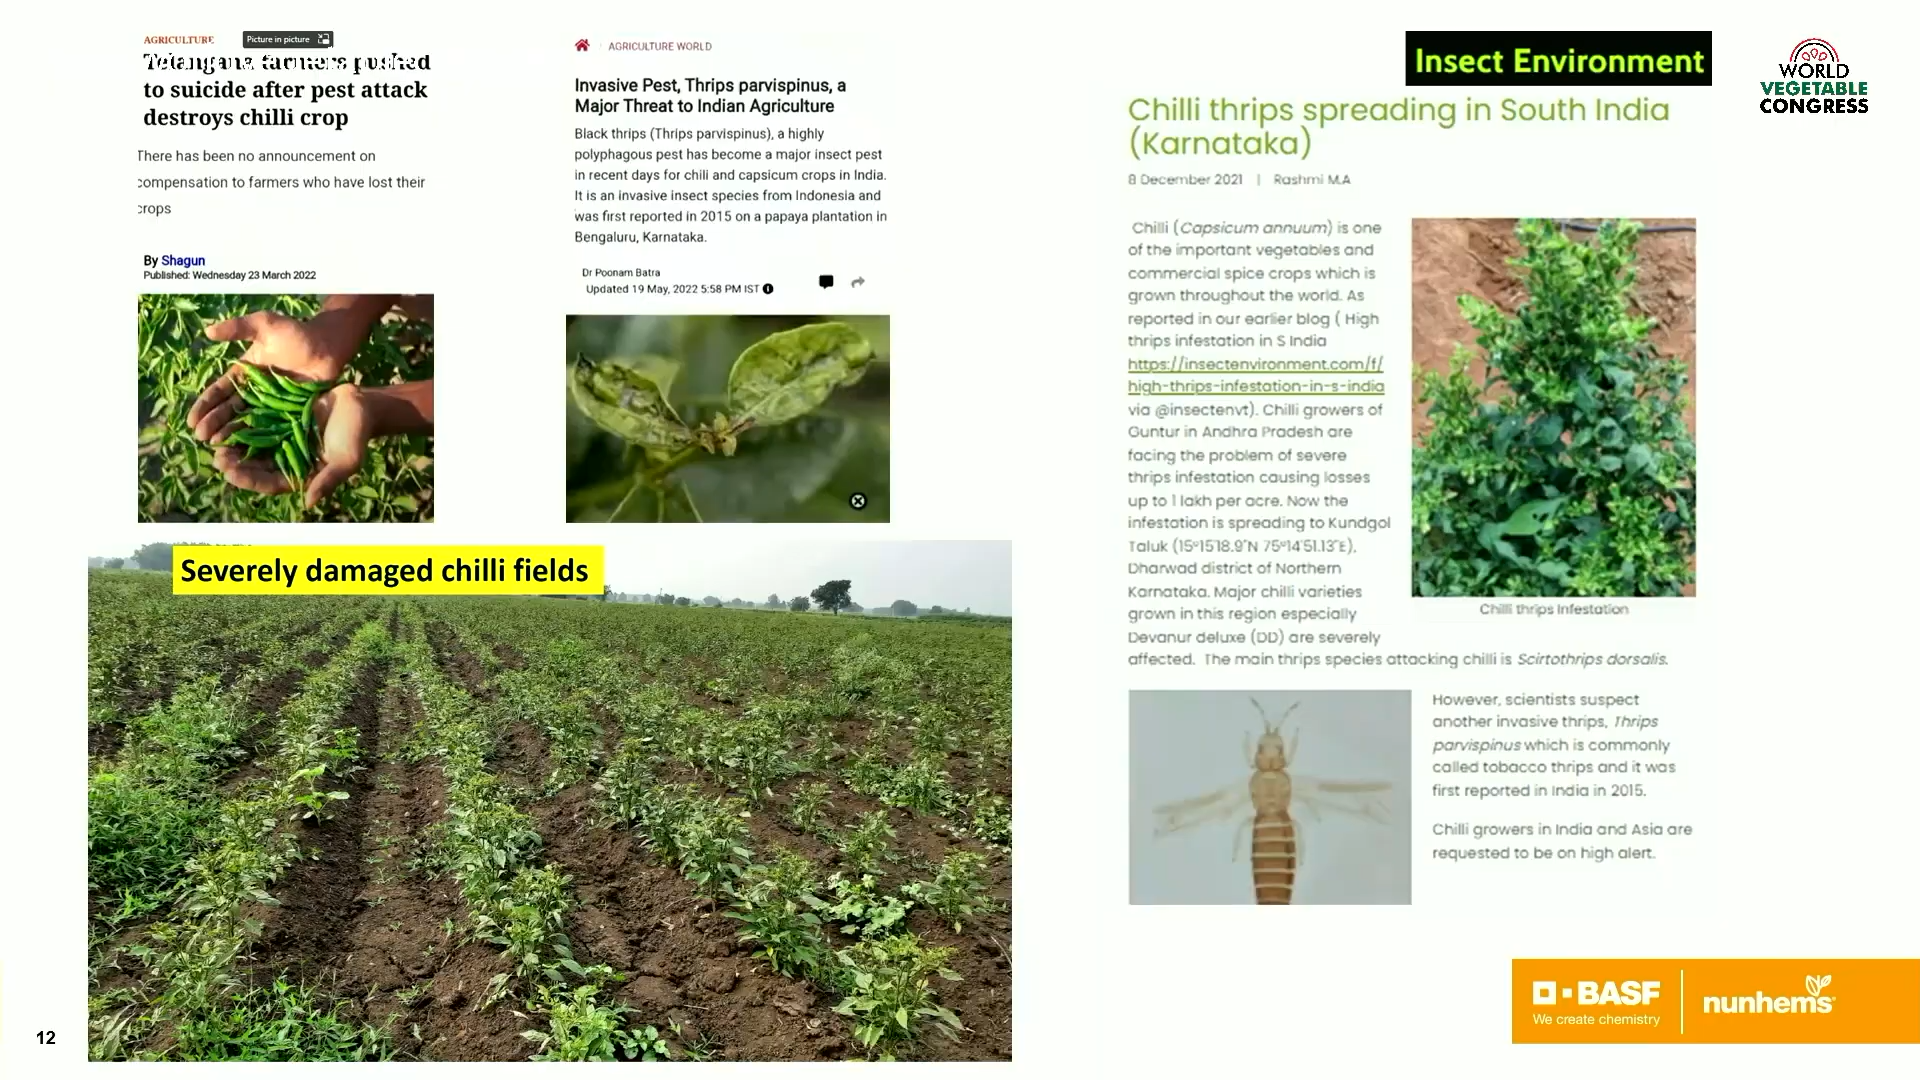 AGRICULTURE
Picture in picture
Telangana farmers pushed
to suicide after pest attack
destroys chilli crop
There has been no announcement on
compensation to farmers who have lost their
crops
By Shagun
Published: Wednesday 23 March 2022
AGRICULTURE WORLD
Invasive Pest, Thrips parvispinus, a
Major Threat to Indian Agriculture
Black thrips (Thrips parvispinus), a highly
polyphagous pest has become a major insect pest
in recent days for chili and capsicum crops in India.
It is an invasive insect species from Indonesia and
was first reported in 2015 on a papaya plantation in
Bengaluru, Karnataka.
Dr Poonam Batra
Updated 19 May, 2022 5:58 PM IST
Severely damaged chilli fields
Insect Environment
Chilli thrips spreading in South India
(Karnataka)
8 December 2021 | Rashmi M.A
Chilli (Capsicum annuum) is one
of the important vegetables and
commercial spice crops which is
grown throughout the world. As
reported in our earlier blog ( High
thrips infestation in S India
https://insectenvironment.com/f/
high-thrips-infestation-in-s-india
via @insectenvt). Chilli growers of
Guntur in Andhra Pradesh are
facing the problem of severe
thrips infestation causing losses
up to 1 lakh per acre. Now the
infestation is spreading to Kundgol
Taluk (15°15'18.9"N 75°14'51.13"E),
Dharwad district of Northern
Karnataka. Major chilli varieties
grown in this region especially
Devanur deluxe (DD) are severely
affected. The main thrips species attacking chilli is Scirtothrips dorsalis.
Chilli thrips Infestation
However, scientists suspect
another invasive thrips, Thrips
parvispinus which is commonly
called tobacco thrips and it was
first reported in India in 2015.
Chilli growers in India and Asia are
requested to be on high alert.
WORLD
VEGETABLE
CONGRESS
BASF
We create chemistry
nunhems
12